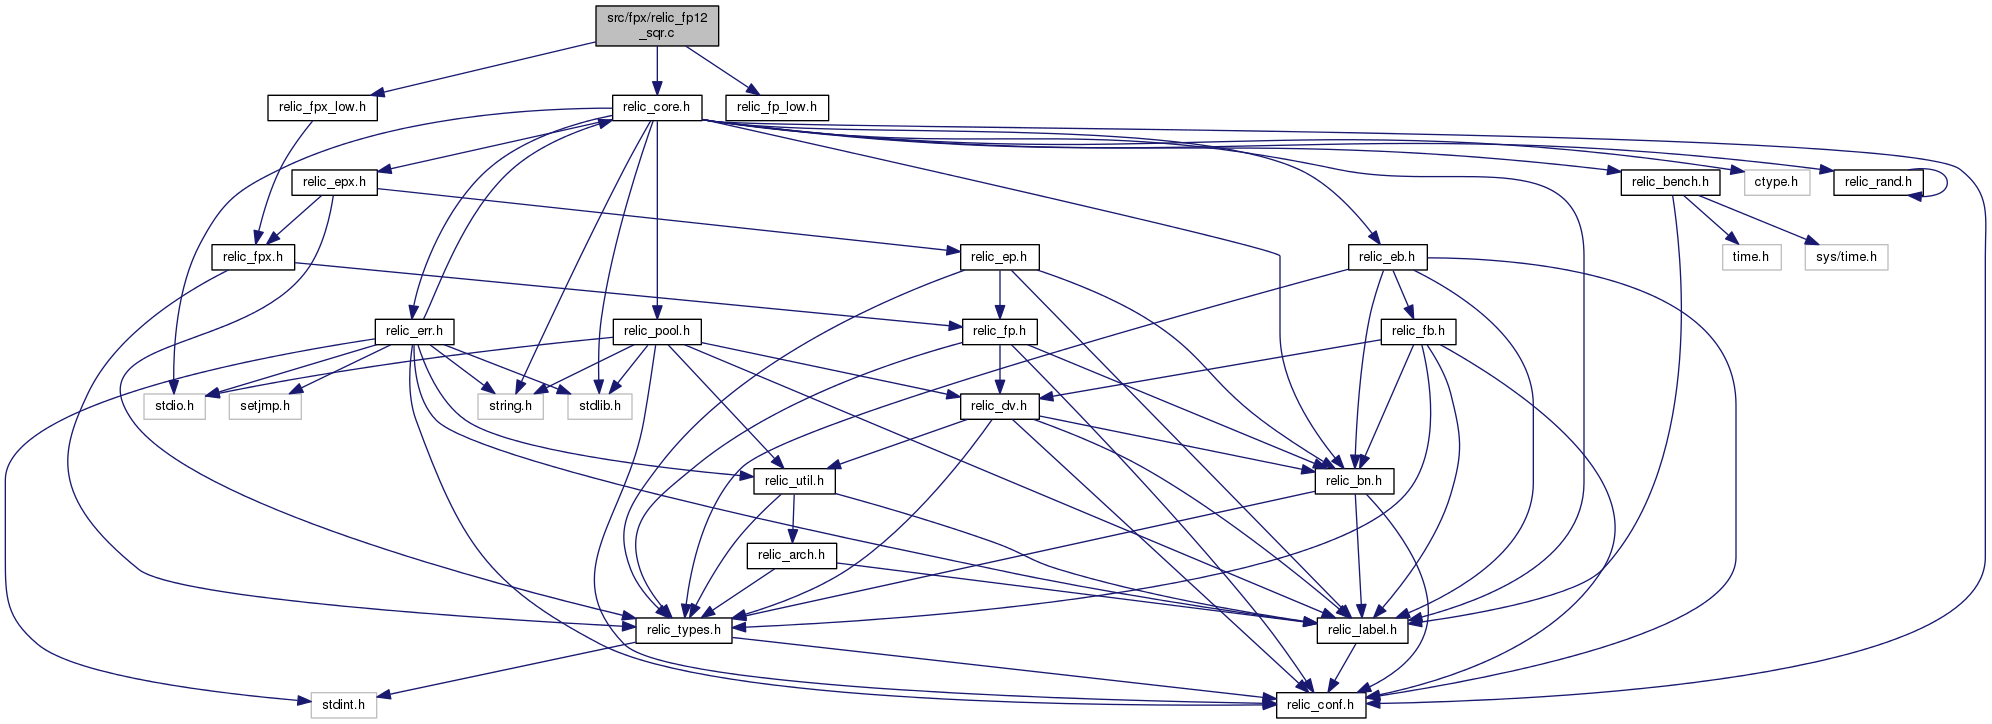 src/fpx/relic_fp12
_sqr.c
relic_fpx_low.h
relic_core.h
relic_fp_low.h
relic_epx.h
relic_bench.h
ctype.h
relic_rand.h
relic_fpx.h
relic_ep.h
relic_eb.h
time.h
sys/time.h
relic_err.h
relic_pool.h
relic_fp.h
relic_fb.h
stdio.h
setjmp.h
string.h
stdlib.h
relic_dv.h
relic_util.h
relic_bn.h
relic_arch.h
relic_types.h
relic_label.h
stdint.h
relic_conf.h